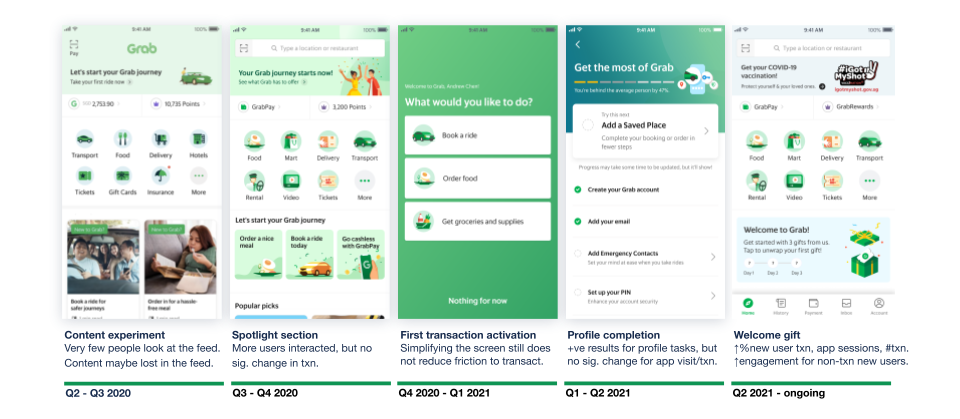 9:41 AM
100%
Pay
Grab
Let's start your Grab journey
Take your first ride now
2,753.90
10,735 Points
Transport
Food
Delivery
Hotels
Tickets
Gift Cards
Insurance
More
New to Grab?
New to Grab?
Book a ride for
safer journeys
Order in for a hassle-
free meal
Content experiment
Very few people look at the feed.
Content maybe lost in the feed.
Q2 - Q3 2020
9:41 AM
100%
Type a location or restaurant
Your Grab journey starts now!
See what Grab has to offer
GrabPay
3,200 Points
Food
Mart
Delivery
Transport
Rental
Video
Tickets
More
Let's start your Grab journey
Order a nice
meal
Book a ride
today
Go cashless
with GrabPay
Popular picks
Spotlight section
More users interacted, but no
sig. change in txn.
Q3 - Q4 2020
9:41 AM
100%
Welcome to Grab, Andrew Chen!
What would you like to do?
Book a ride
Order food
Get groceries and supplies
Nothing for now
First transaction activation
Simplifying the screen still does
not reduce friction to transact.
Q4 2020 - Q1 2021
9:41 AM
100%
Get the most of Grab
You're behind the average person by 47%.
Try this next
Add a Saved Place
Complete your booking or order in
fewer steps
Progress may take some time to be updated, but it'll show!
Create your Grab account
Add your email
Add Emergency Contacts
Set your mind at ease when you take rides
Set up your PIN
Enhance your account security
Profile completion
+ve results for profile tasks, but
no sig. change for app visit/txn.
Q1 - Q2 2021
9:41 AM
100%
Type a location or restaurant
Get your COVID-19
vaccination!
Protect yourself & your loved ones.
#IGotMyShot
igotmyshot.gov.sg
GrabPay
GrabRewards
Food
Mart
Delivery
Transport
Rental
Video
Tickets
More
Welcome to Grab!
Get started with 3 gifts from us.
Tap to unwrap your first gift!
Day 1
Day 2
Day 3
Home
History
Payment
Inbox
Account
Welcome gift
↑%new user txn, app sessions, #txn.
↑engagement for non-txn new users.
Q2 2021 - ongoing